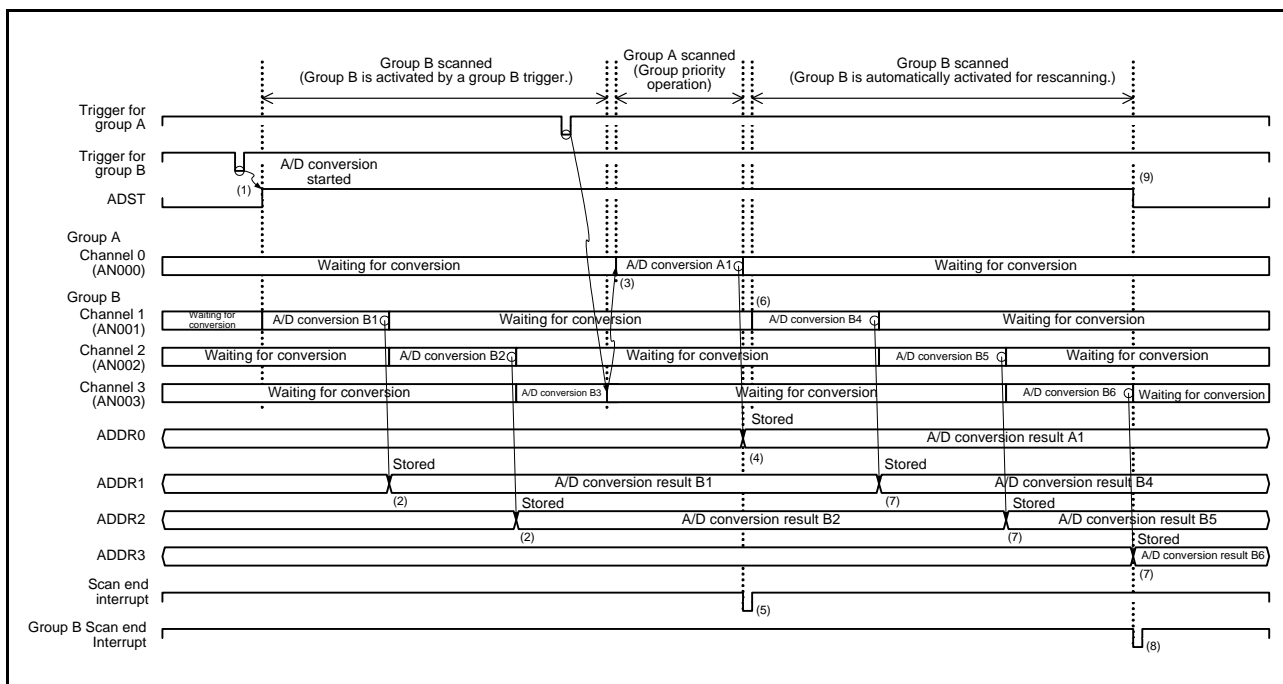 Group B scanned
(Group B is activated by a group B trigger.)
Group A scanned
(Group priority
operation)
Group B scanned
(Group B is automatically activated for rescanning.)
Trigger for
group A
Trigger for
group B
A/D conversion
started
(1)
(9)
ADST
Group A
Channel 0
(AN000)
Waiting for conversion
A/D conversion A1
Waiting for conversion
(3)
Group B
(6)
Channel 1
(AN001)
Waiting for
conversion
A/D conversion B1
Waiting for conversion
A/D conversion B4
Waiting for conversion
Channel 2
(AN002)
Waiting for conversion
A/D conversion B2
Waiting for conversion
A/D conversion B5
Waiting for conversion
Channel 3
(AN003)
Waiting for conversion
A/D conversion B3
Waiting for conversion
A/D conversion B6
Waiting for conversion
Stored
ADDR0
A/D conversion result A1
(4)
Stored
Stored
ADDR1
A/D conversion result B1
A/D conversion result B4
(2)
(7)
Stored
Stored
ADDR2
A/D conversion result B2
A/D conversion result B5
(2)
(7)
Stored
ADDR3
A/D conversion result B6
(7)
Scan end
interrupt
(5)
Group B Scan end
Interrupt
(8)